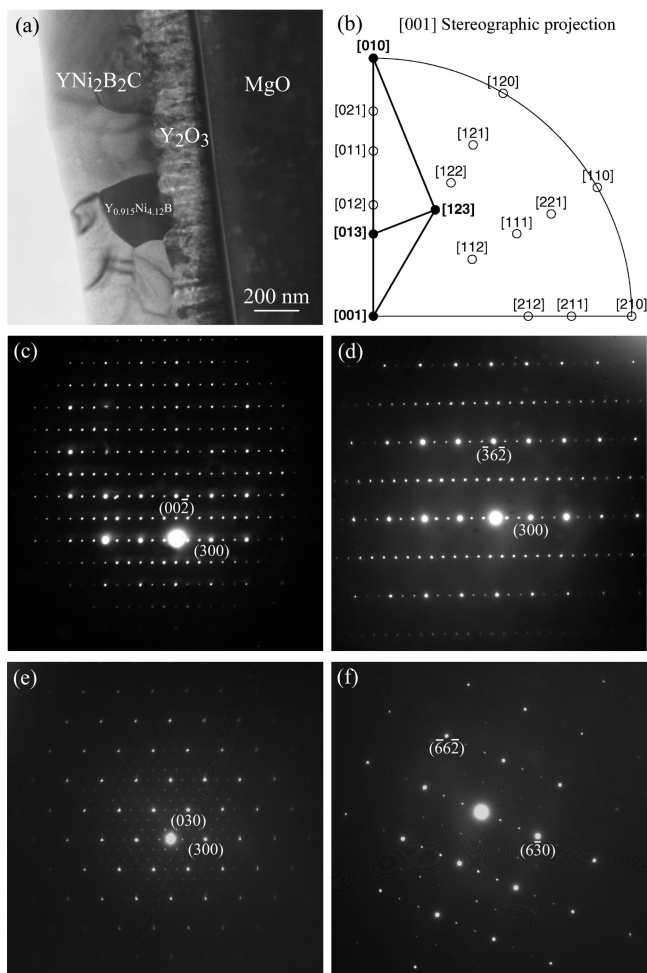 (a)
YNi₂B₂C
Y₂O₃
MgO
Y₀.₉₁₅Ni₄.₁₂B
200 nm
(b)
[001] Stereographic projection
[010]
[120]
[021]
[121]
[011]
[122]
[110]
[012]
[123]
[221]
[013]
[111]
[112]
[001]
[212]
[211]
[210]
(c)
(002̄)
(300)
(d)
(3̄62̄)
(300)
(e)
(030)
(300)
(f)
(6̄62̄)
(63̄0)